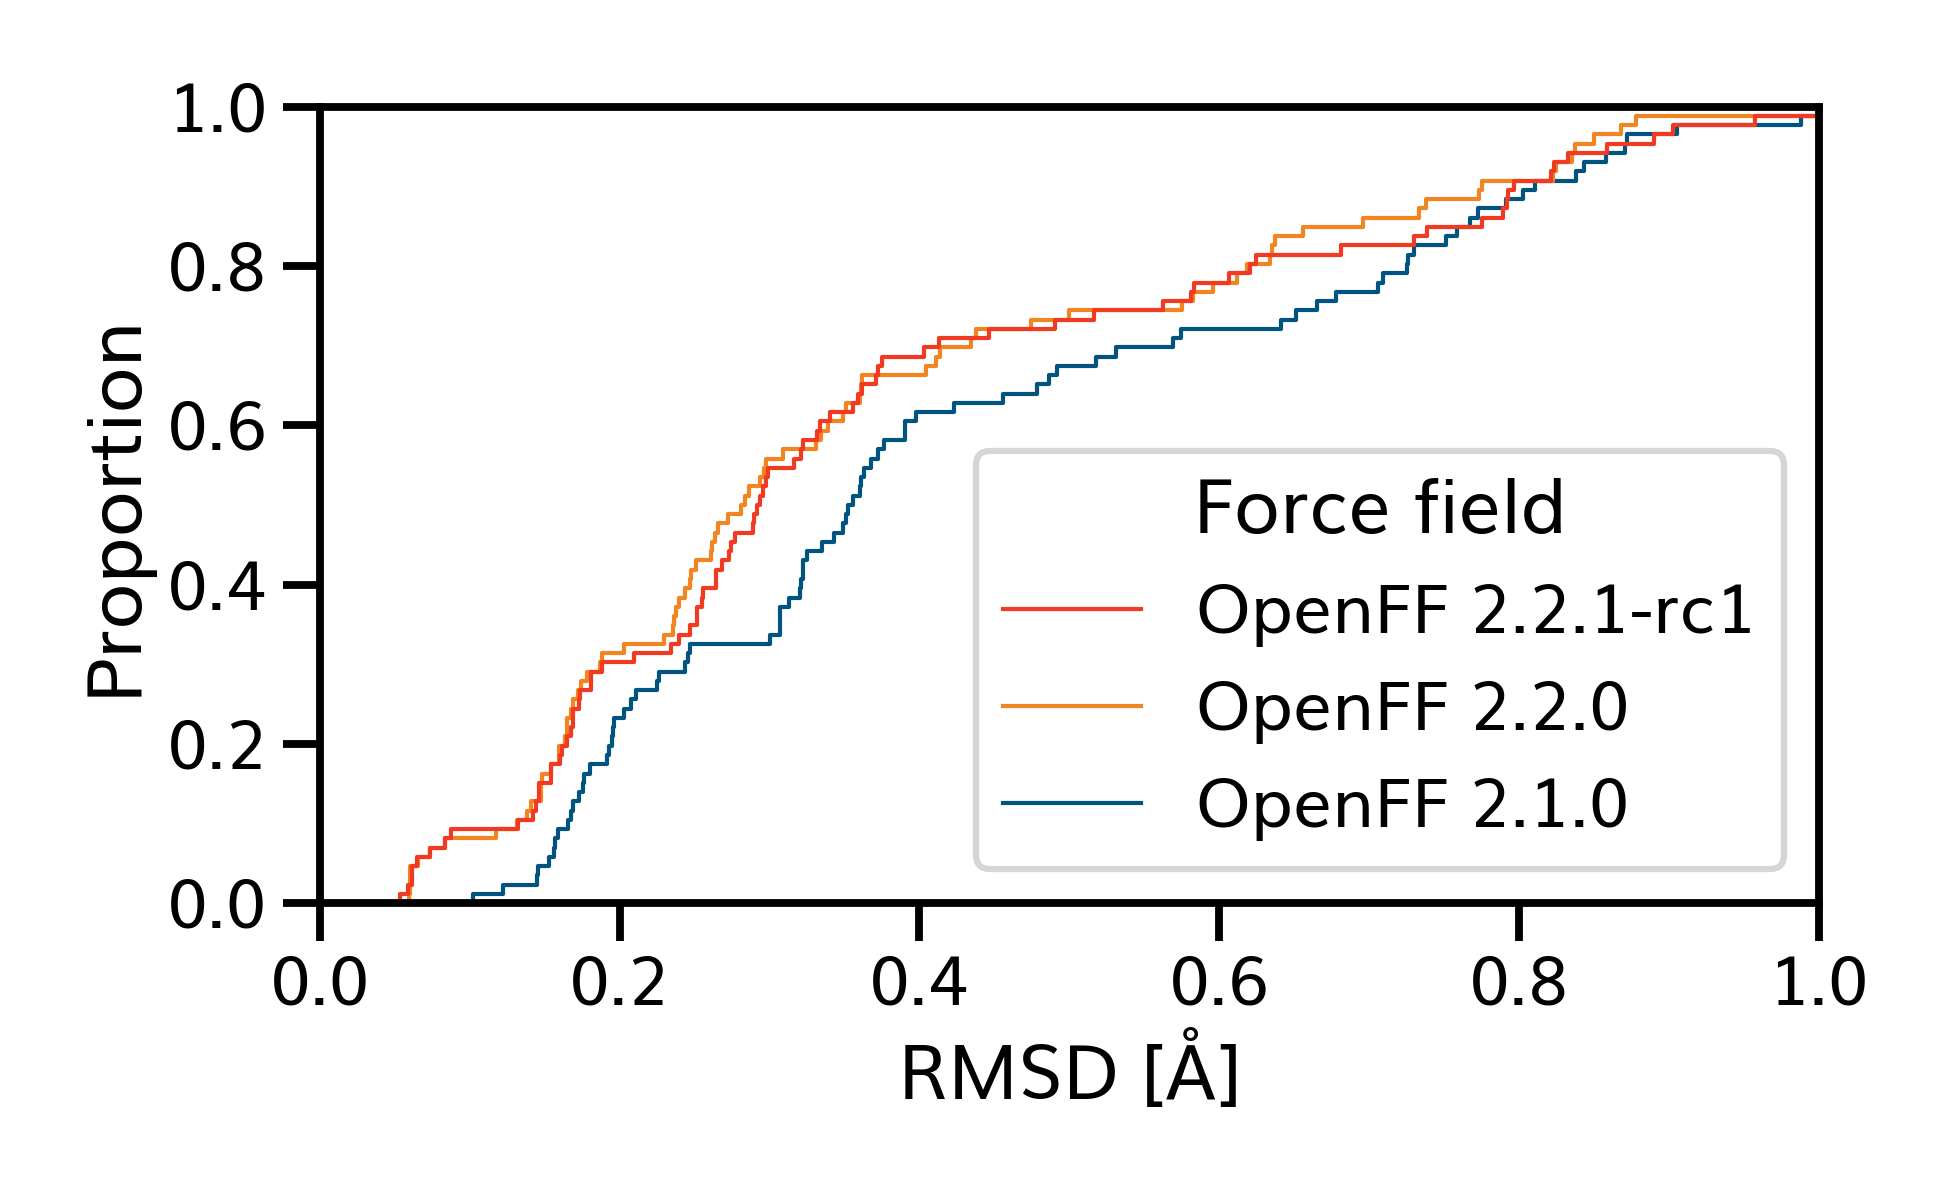 1.0
0.8
0.6
0.4
0.2
0.0
Proportion
0.0 0.2 0.4 0.6 0.8 1.0
RMSD [Å]
Force field
OpenFF 2.2.1-rc1
OpenFF 2.2.0
OpenFF 2.1.0